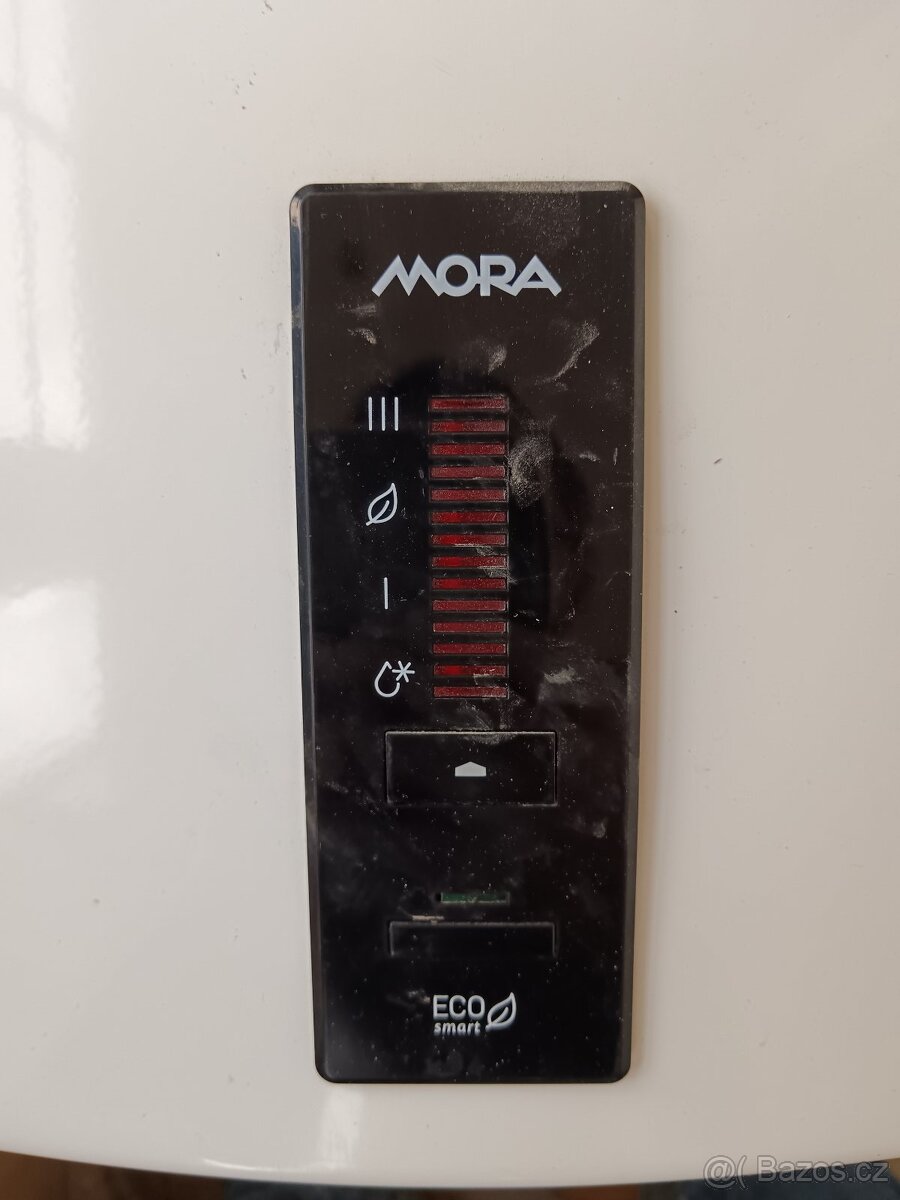 MORA
III
I
ECO
smart
@( Bazos.cz